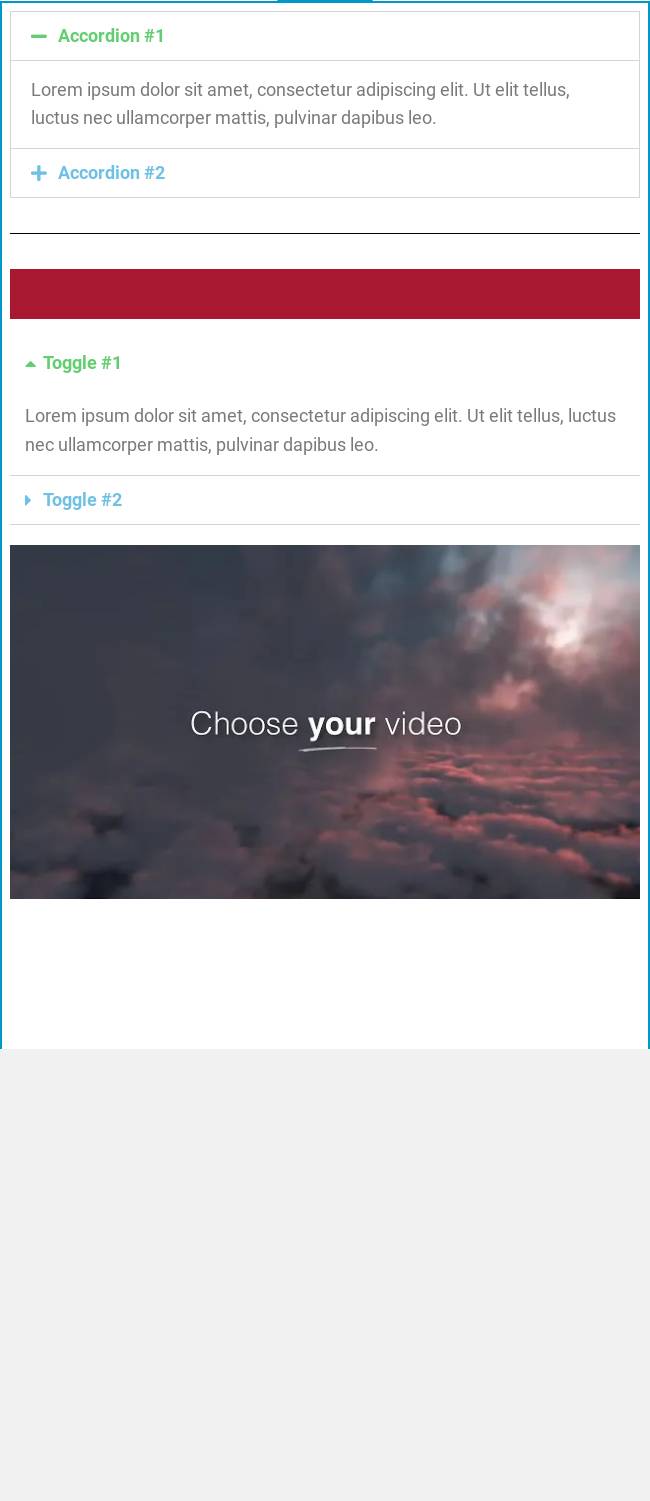 Accordion #1
Lorem ipsum dolor sit amet, consectetur adipiscing elit. Ut elit tellus,
luctus nec ullamcorper mattis, pulvinar dapibus leo.
Accordion #2
Toggle #1
Lorem ipsum dolor sit amet, consectetur adipiscing elit. Ut elit tellus, luctus
nec ullamcorper mattis, pulvinar dapibus leo.
Toggle #2
Choose your video